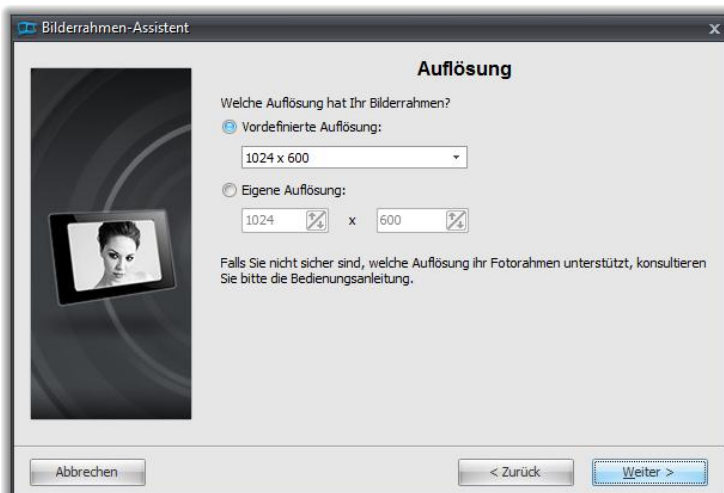 Bilderrahmen-Assistent
x
Auflösung
Welche Auflösung hat Ihr Bilderrahmen?
Vordefinierte Auflösung:
1024 x 600
Eigene Auflösung:
1024 x 600
Falls Sie nicht sicher sind, welche Auflösung ihr Fotorahmen unterstützt, konsultieren
Sie bitte die Bedienungsanleitung.
Abbrechen < Zurück Weiter >